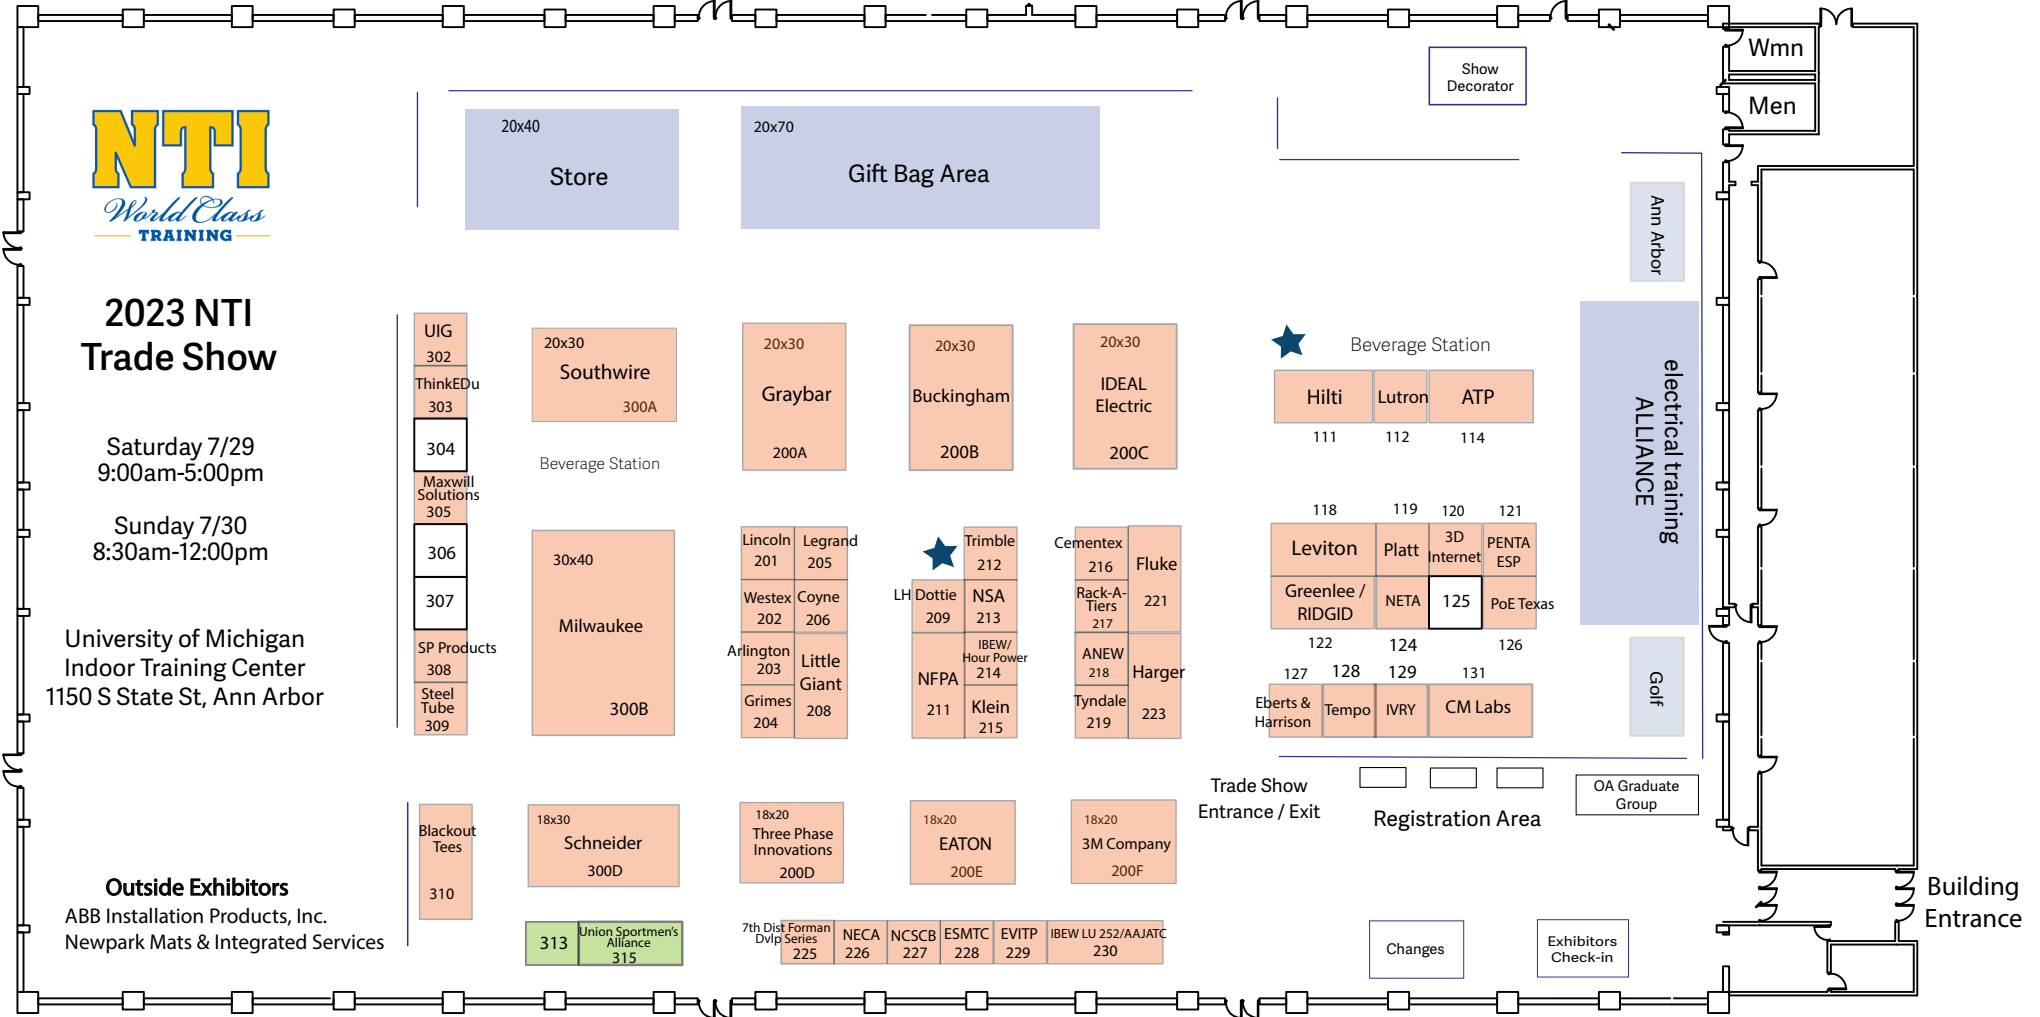 Wmn
Men
Show
Decorator
NTI
World Class
TRAINING
20x40
Store
20x70
Gift Bag Area
Ann Arbor
2023 NTI
Trade Show
Saturday 7/29
9:00am-5:00pm
Sunday 7/30
8:30am-12:00pm
University of Michigan
Indoor Training Center
1150 S State St, Ann Arbor
Outside Exhibitors
ABB Installation Products, Inc.
Newpark Mats & Integrated Services
UIG
302
ThinkEDu
303
304
Maxwill
Solutions
305
306
307
SP Products
308
Steel
Tube
309
Blackout
Tees
310
20x30
Southwire
300A
Beverage Station
30x40
Milwaukee
300B
18x30
Schneider
300D
313
Union Sportmen's
Alliance
315
20x30
Graybar
200A
20x30
Buckingham
200B
20x30
IDEAL
Electric
200C
Lincoln
201
Legrand
205
Westex
202
Coyne
206
Arlington
203
Little
Giant
208
Grimes
204
Trimble
212
LH Dottie
209
NSA
213
IBEW/
Hour Power
214
NFPA
211
Klein
215
Cementex
216
Fluke
221
Rack-A-
Tiers
217
ANEW
218
Harger
223
Tyndale
219
18x20
Three Phase
Innovations
200D
18x20
EATON
200E
18x20
3M Company
200F
7th Dist Forman
Dvlp Series
225
NECA
226
NCSCB
227
ESMTC
228
EVITP
229
IBEW LU 252/AAJATC
230
Beverage Station
Hilti
Lutron
ATP
111
112
114
118
119
120
121
Leviton
Platt
3D
Internet
PENTA
ESP
Greenlee /
RIDGID
NETA
125
PoE Texas
122
124
126
127
128
129
131
Eberts &
Harrison
Tempo
IVRY
CM Labs
electrical training
ALLIANCE
Golf
Trade Show
Entrance / Exit
Registration Area
OA Graduate
Group
Changes
Exhibitors
Check-in
Building
Entrance